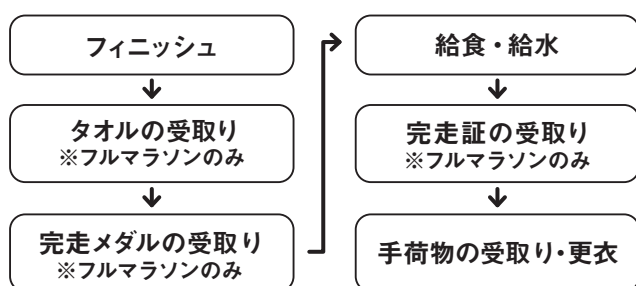 フィニッシュ
タオルの受取り
※フルマラソンのみ
完走メダルの受取り
※フルマラソンのみ
給食・給水
完走証の受取り
※フルマラソンのみ
手荷物の受取り・更衣